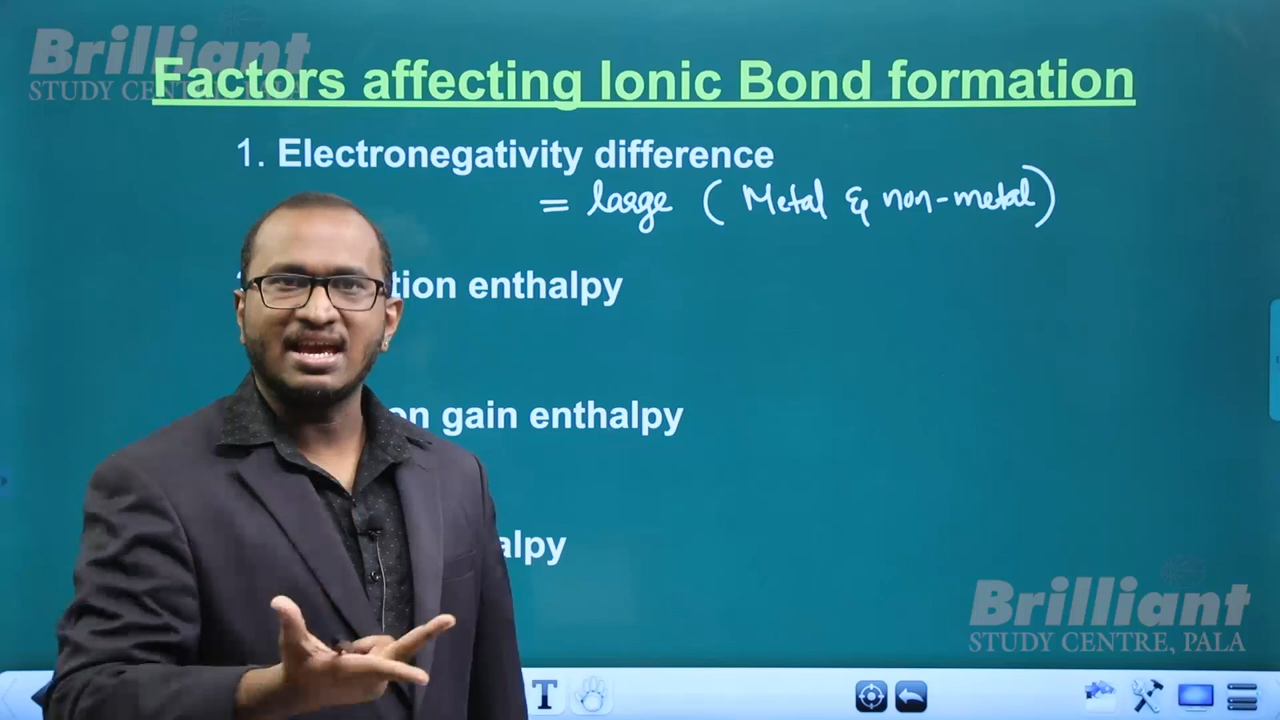 Brilliant
STUDY CENTRE, PALA
Factors affecting Ionic Bond formation
1. Electronegativity difference
= large ( Metal & non-metal)
tion enthalpy
on gain enthalpy
alpy
Brilliant
STUDY CENTRE, PALA
T